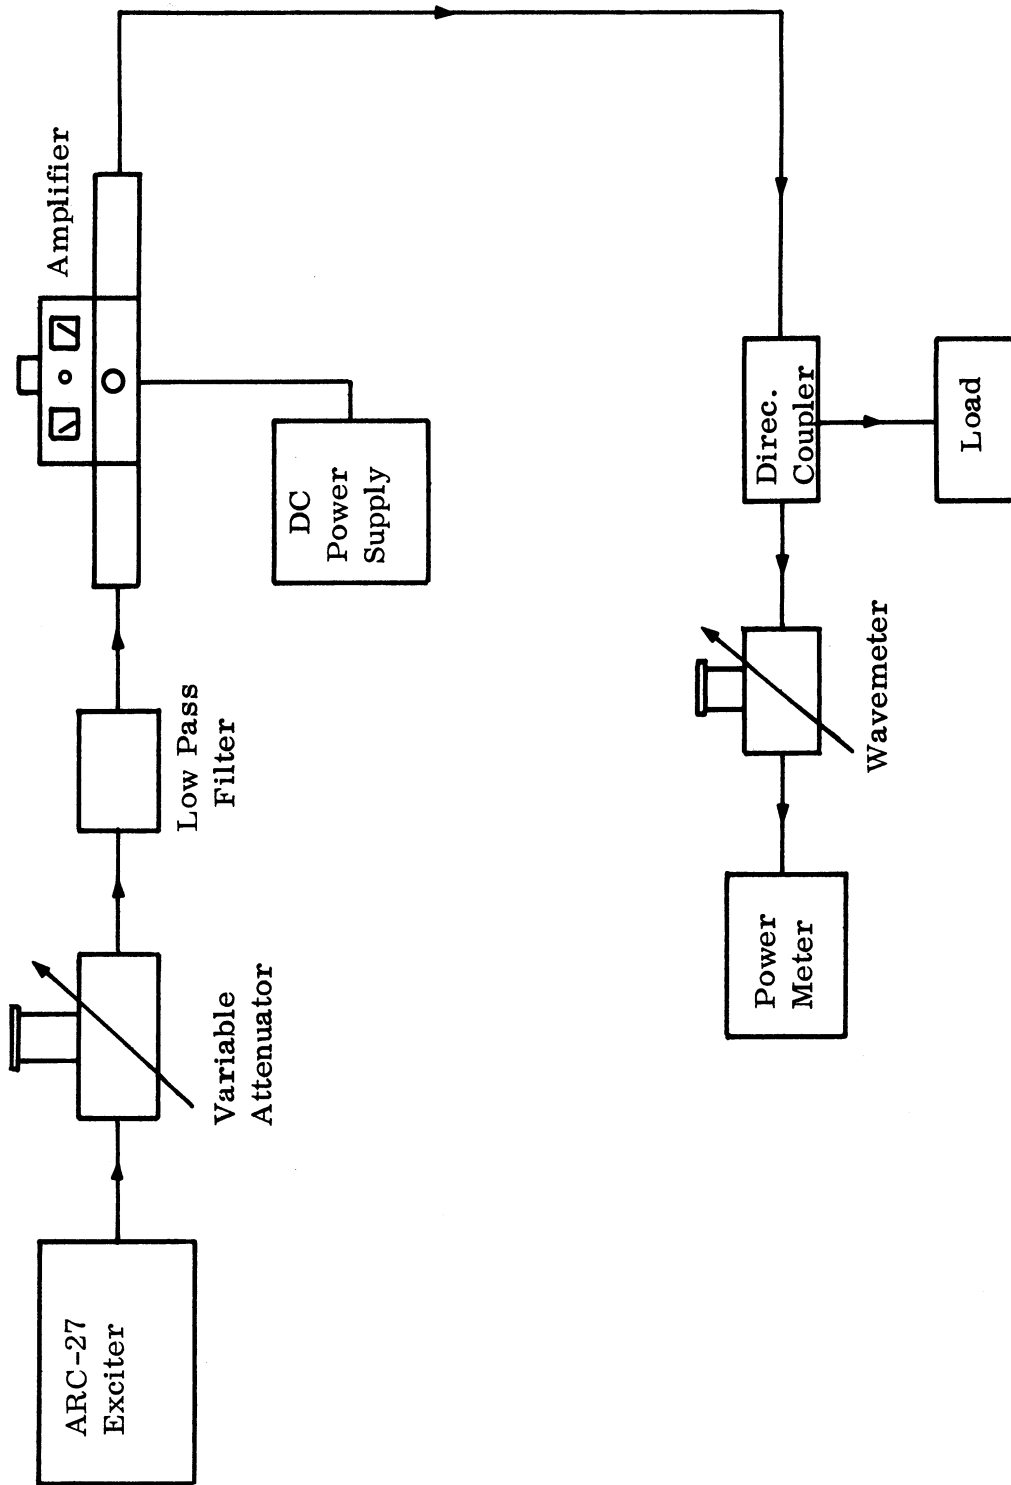 ARC-27
Exciter
Variable
Attenuator
Low Pass
Filter
Amplifier
DC
Power
Supply
Power
Meter
Wavemeter
Direc.
Coupler
Load